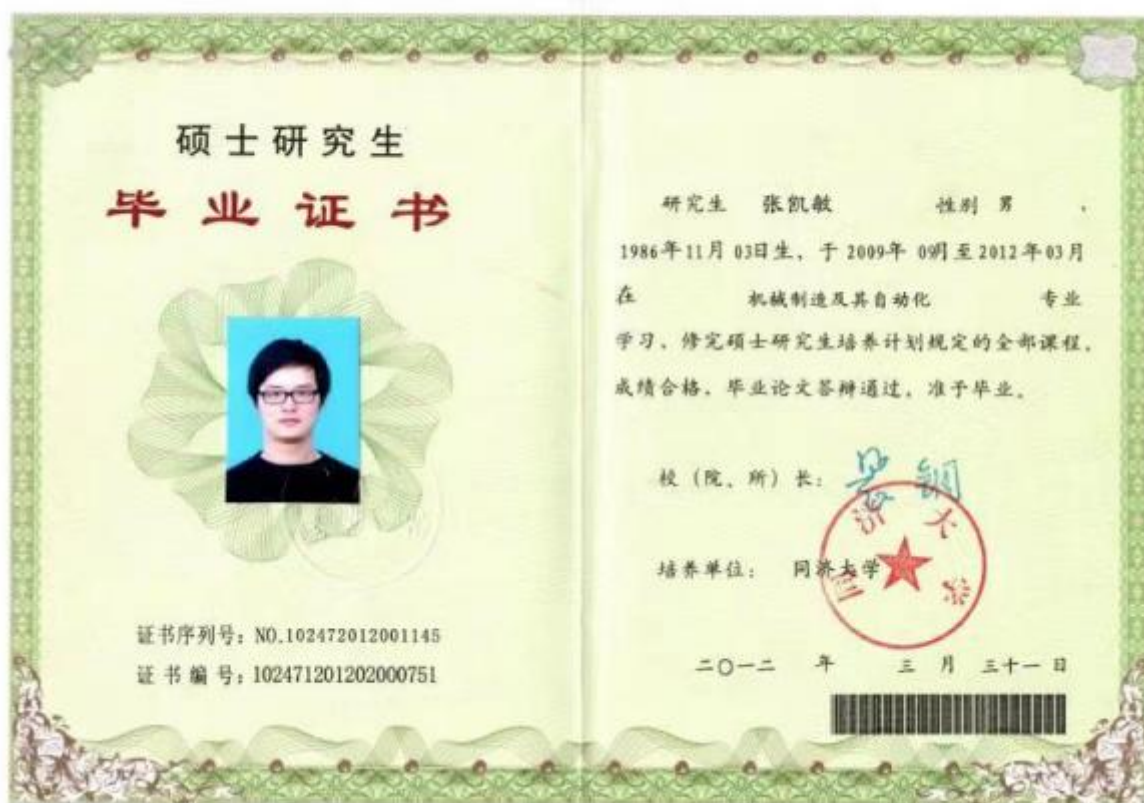 硕士研究生
毕业证书
证书序列号：NO.102472012001145
证书编号：102471201202000751
研究生 张凯敏 性别 男 、
1986年11月 03日生，于 2009年 09月至2012年03月
在 机械制造及其自动化 专业
学习，修完硕士研究生培养计划规定的全部课程，
成绩合格，毕业论文答辩通过，准予毕业。
校（院、所）长：
培养单位： 同济大学
同济大学
二〇一二 年 三 月 三十一 日